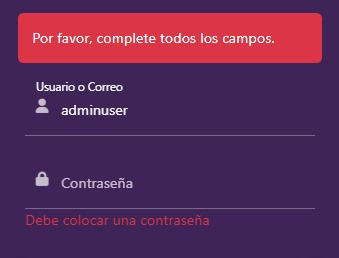 Por favor, complete todos los campos.
Usuario o Correo
adminuser
Contraseña
Debe colocar una contraseña